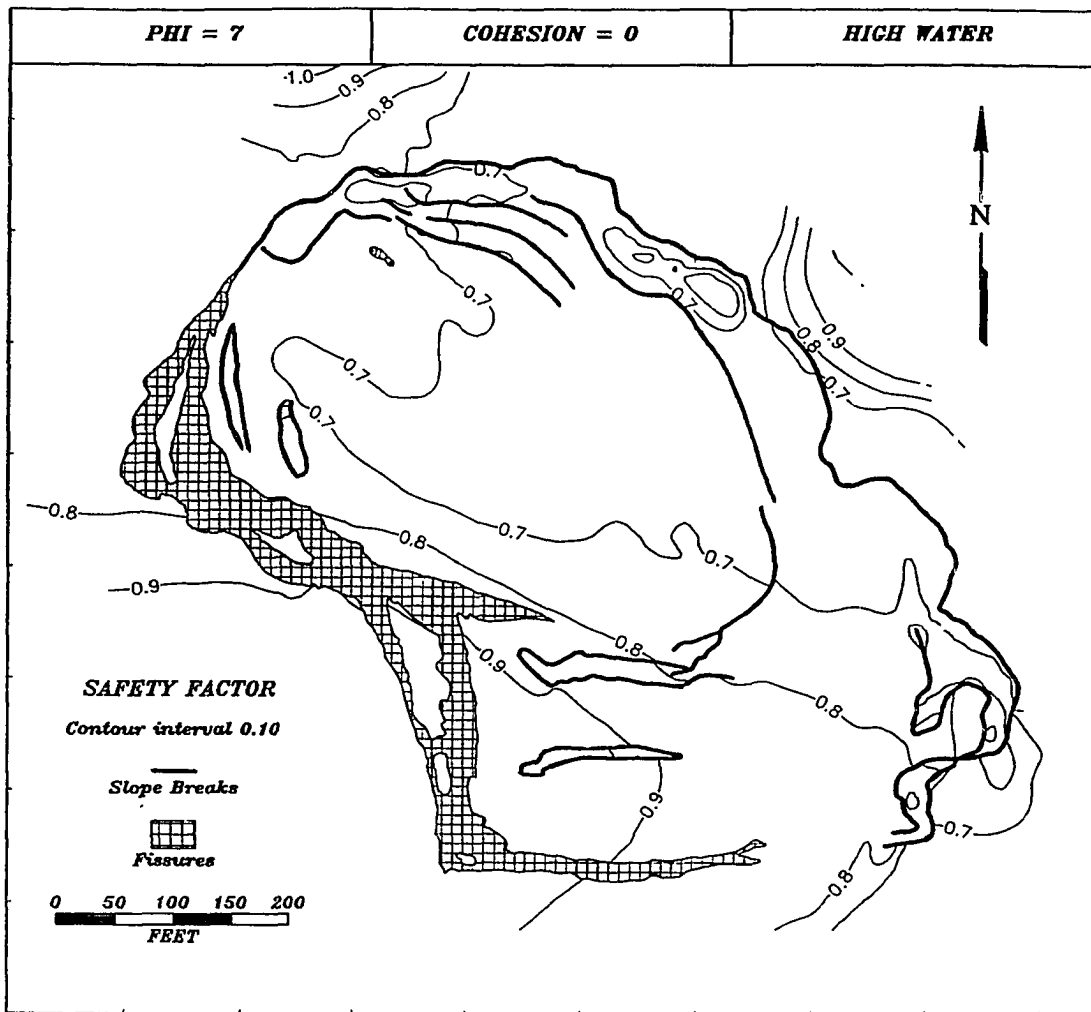 PHI = 7
COHESION = 0
HIGH WATER
-1.0
0.9
0.8
0.7
N
0.7
0.7
0.9
0.8
0.7
0.7
0.7
0.8
0.7
0.8
0.7
0.9
0.8
0.9
0.8
0.9
0.7
0.8
SAFETY FACTOR
Contour interval 0.10
Slope Breaks
Fissures
0 50 100 150 200
FEET